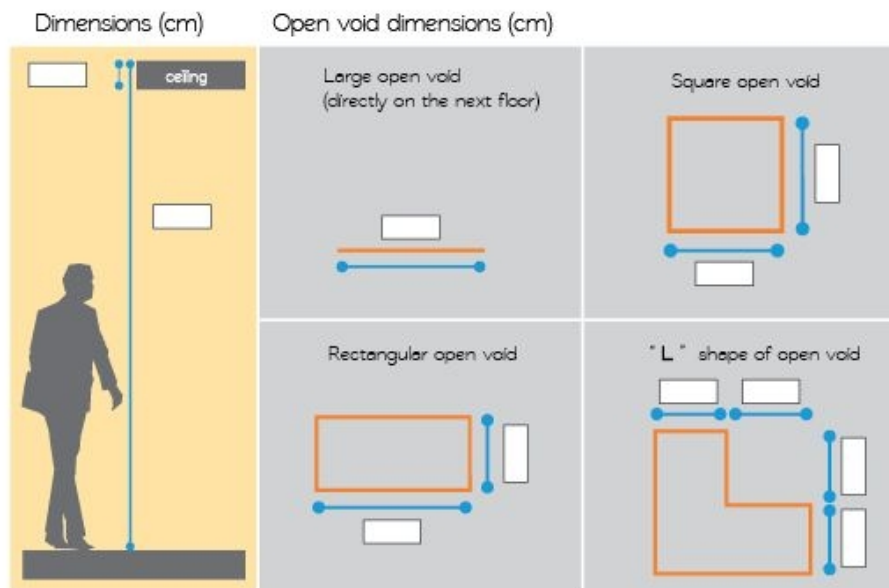 Dimensions (cm)
Open void dimensions (cm)
ceiling
Large open void
(directly on the next floor)
Square open void
Rectangular open void
"L" shape of open void